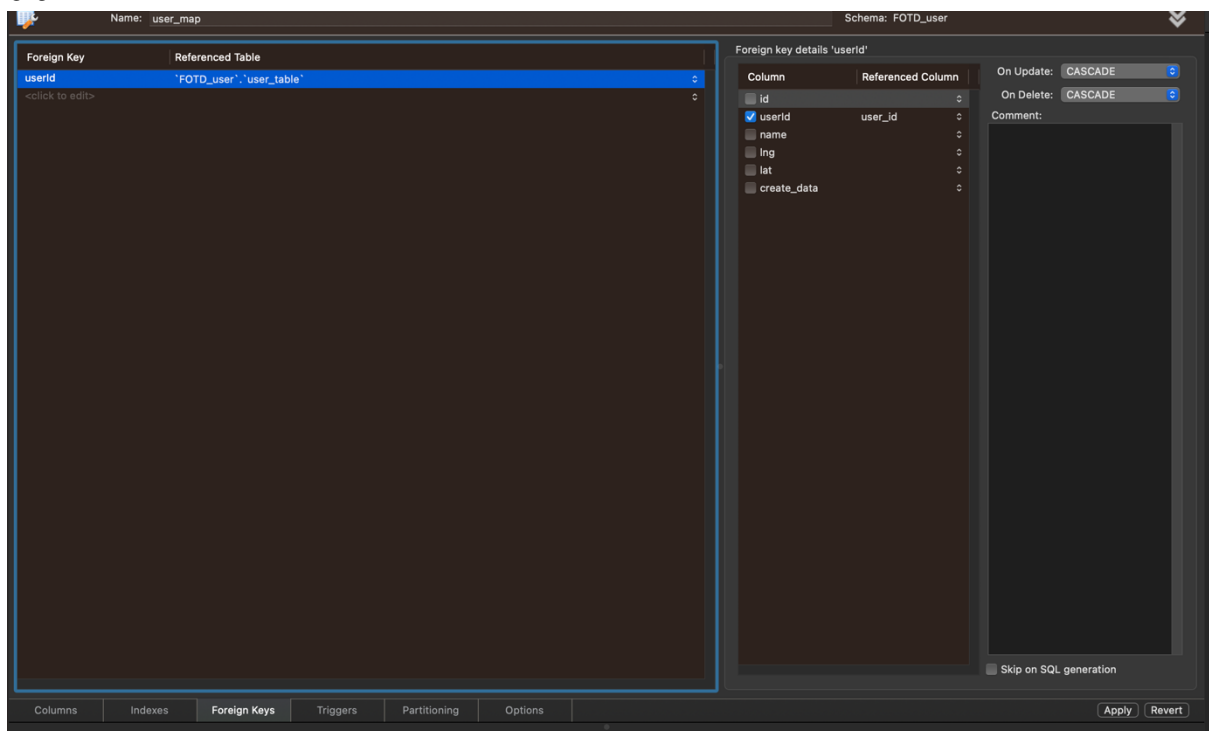 Name: user_map Schema: FOTD_user
Foreign Key Referenced Table
userId `FOTD_user`.`user_table`
<click to edit>
Foreign key details 'userId'
Column Referenced Column
id
userId user_id
name
lng
lat
create_data
On Update: CASCADE
On Delete: CASCADE
Comment:
Skip on SQL generation
Columns Indexes Foreign Keys Triggers Partitioning Options Apply Revert